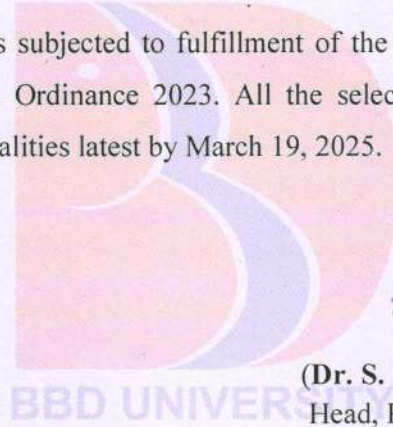 s subjected to fulfillment of the
Ordinance 2023. All the selec
alities latest by March 19, 2025.
(Dr. S.
Head,
BBD UNIVERSITY